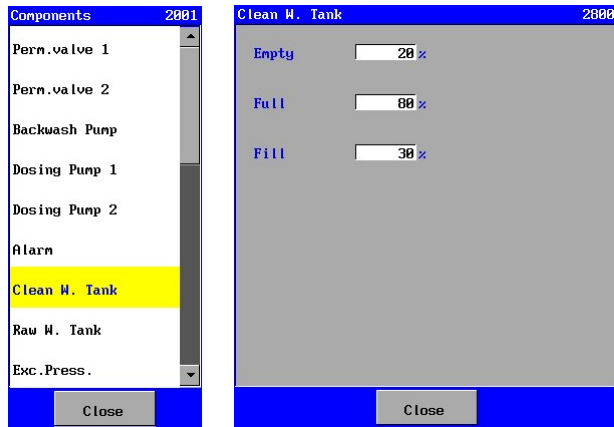 Components 2001
Perm.valve 1
Perm.valve 2
Backwash Pump
Dosing Pump 1
Dosing Pump 2
Alarm
Clean W. Tank
Raw W. Tank
Exc.Press.
Close
Clean W. Tank 2800
Empty 20 %
Full 80 %
Fill 30 %
Close